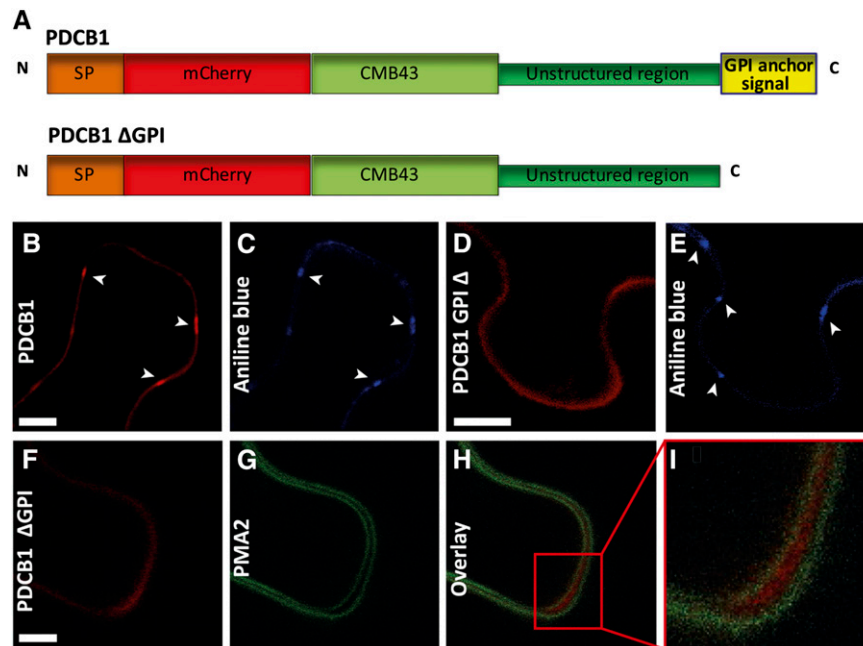 A
PDCB1
N SP mCherry CMB43 Unstructured region GPI anchor signal C
PDCB1 ΔGPI
N SP mCherry CMB43 Unstructured region C
B PDCB1
C Aniline blue
D PDCB1 GPI Δ
E Aniline blue
F PDCB1 ΔGPI
G PMA2
H Overlay
I